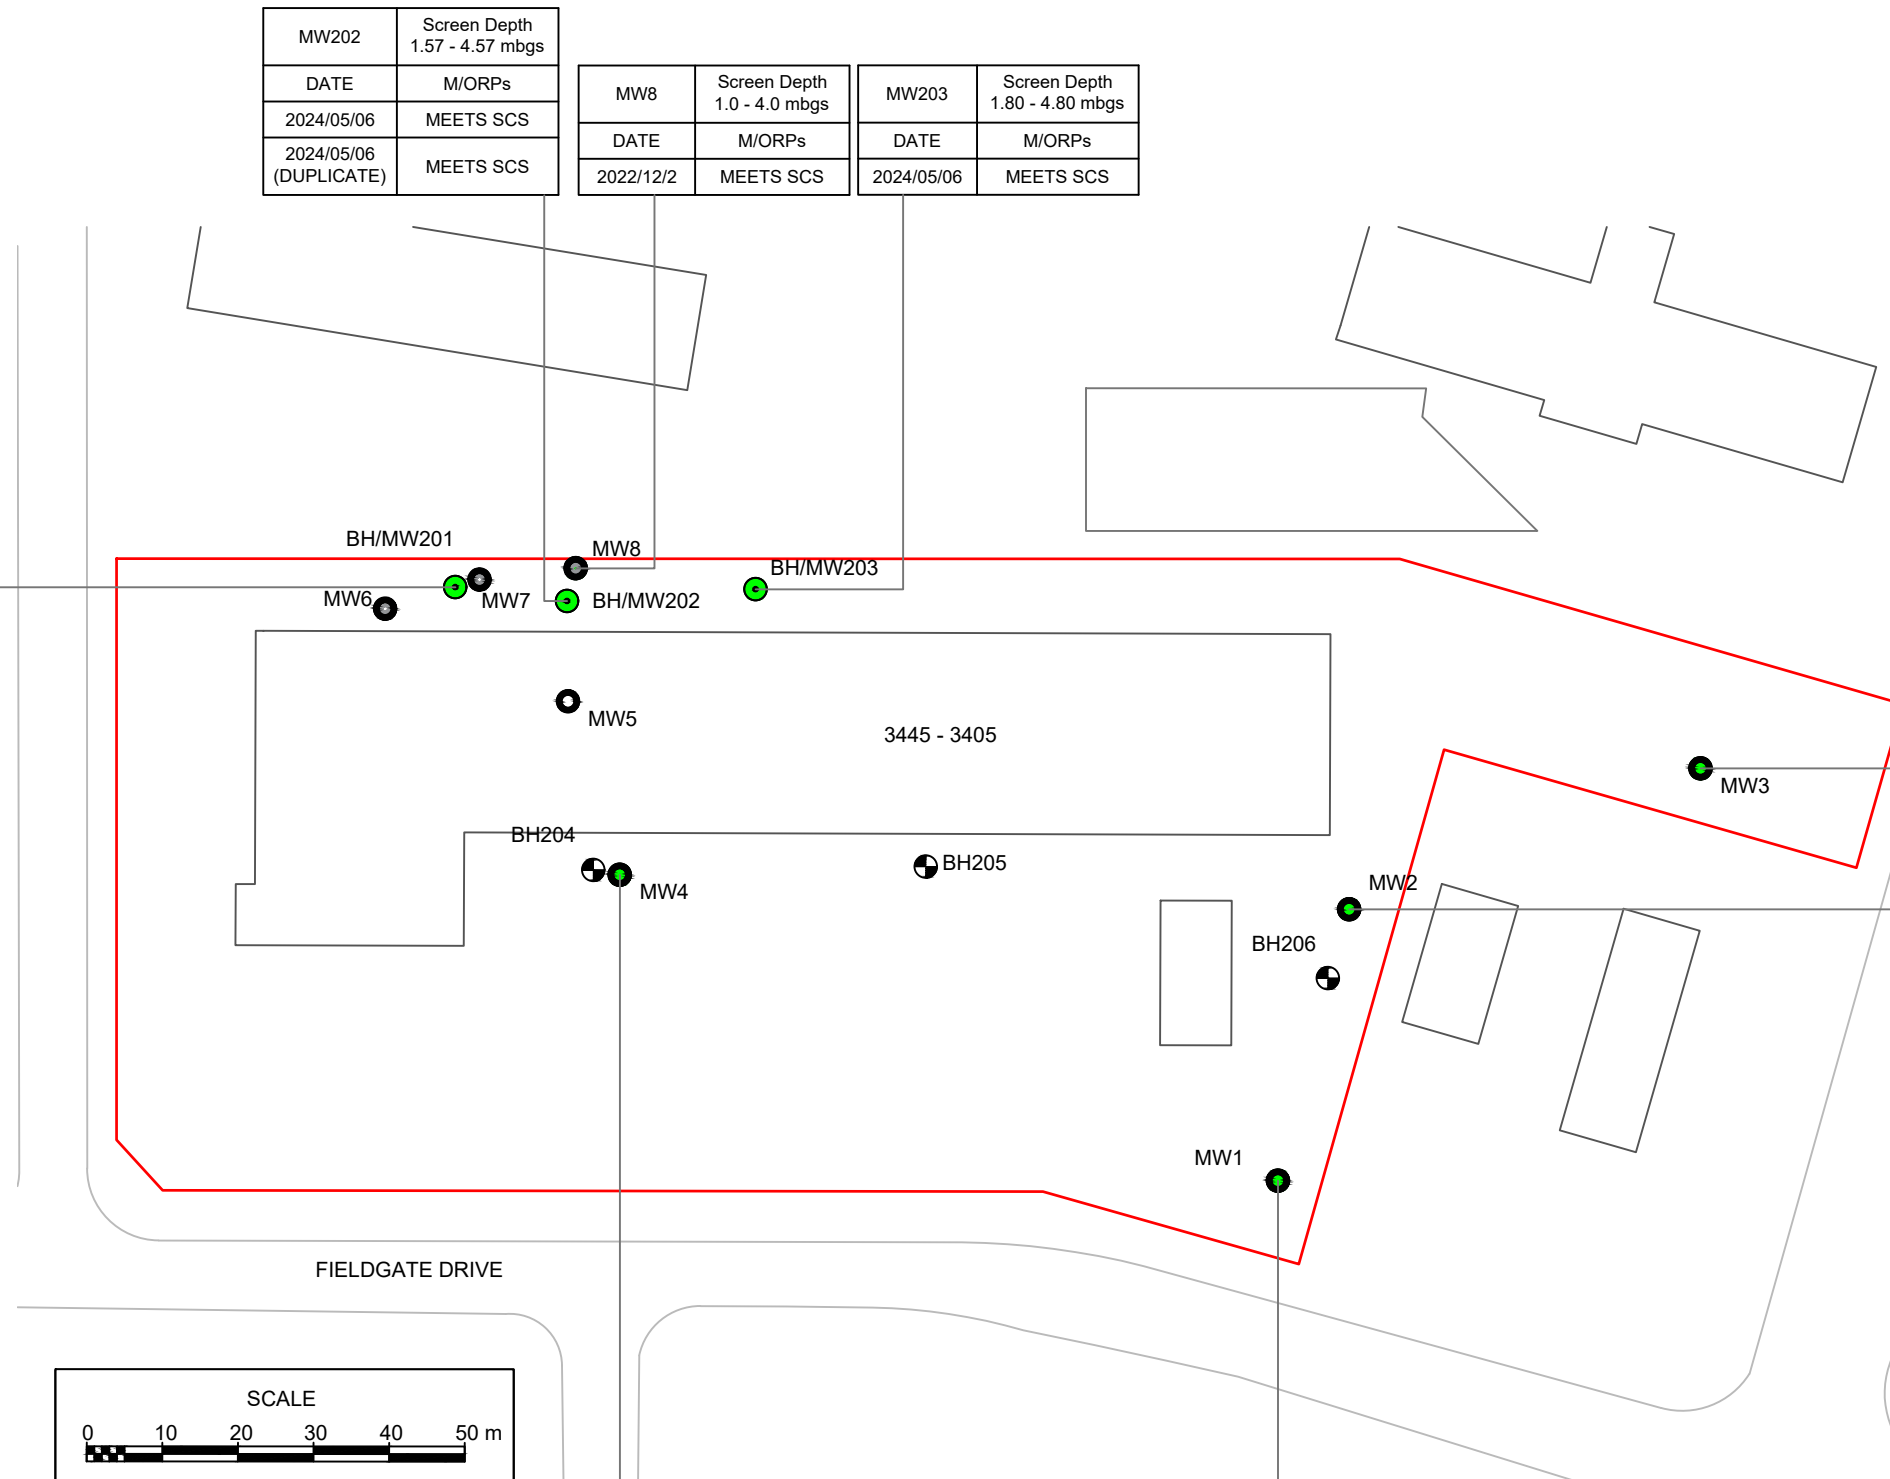 MW202
Screen Depth
1.57 - 4.57 mbgs
DATE
M/ORPs
2024/05/06
MEETS SCS
2024/05/06
(DUPLICATE)
MEETS SCS
MW8
Screen Depth
1.0 - 4.0 mbgs
DATE
M/ORPs
2022/12/2
MEETS SCS
MW203
Screen Depth
1.80 - 4.80 mbgs
DATE
M/ORPs
2024/05/06
MEETS SCS
BH/MW201
MW8
BH/MW203
MW6
MW7
BH/MW202
MW5
3445 - 3405
MW3
BH204
BH205
MW4
MW2
BH206
MW1
FIELDGATE DRIVE
SCALE
0 10 20 30 40 50 m